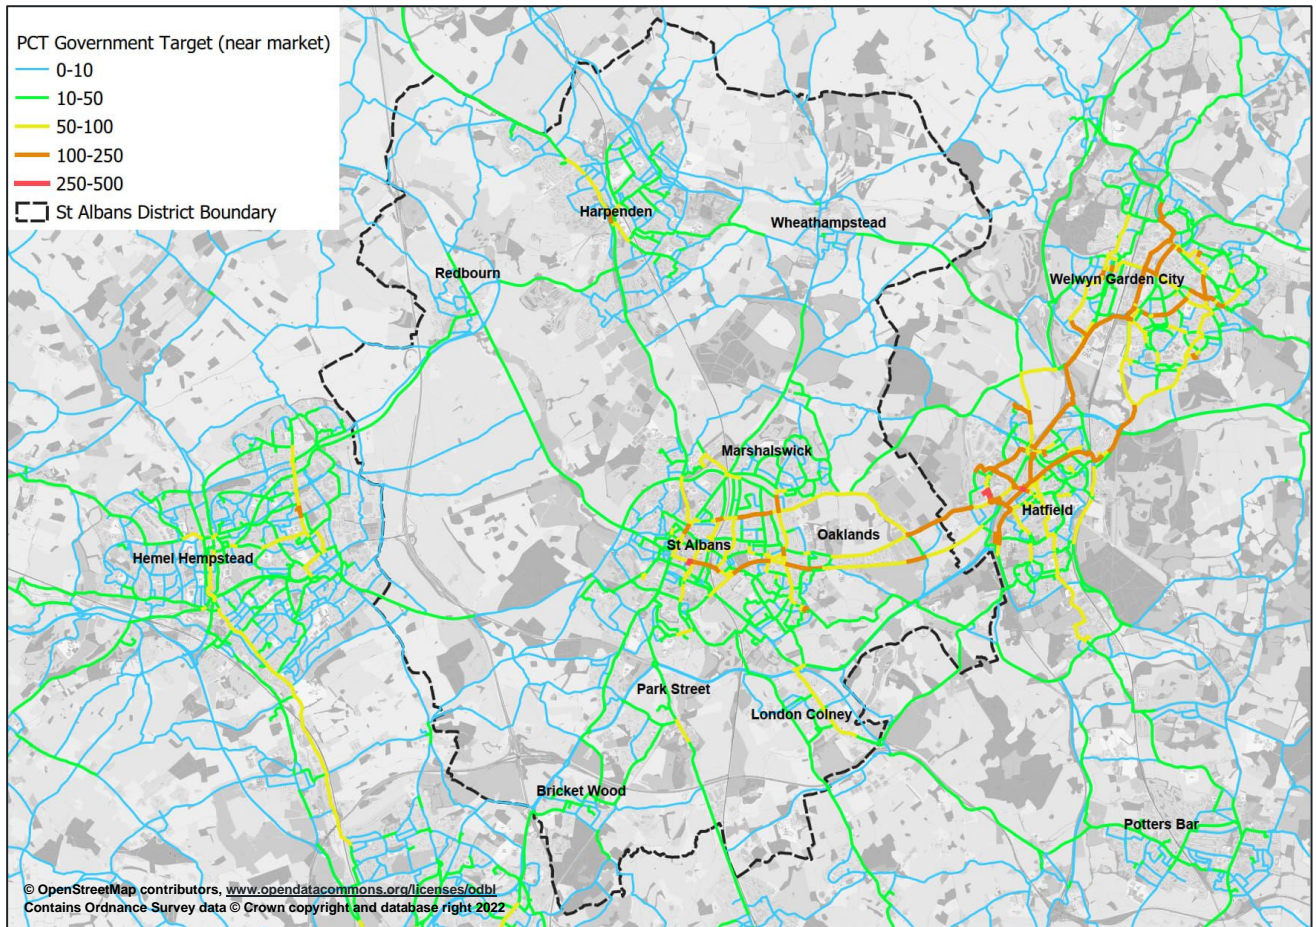 PCT Government Target (near market)
0-10
10-50
50-100
100-250
250-500
St Albans District Boundary
Harpenden
Wheathampstead
Redbourn
Welwyn Garden City
Marshalswick
Hatfield
Oaklands
St Albans
Hemel Hempstead
Park Street
London Colney
Bricket Wood
Potters Bar
© OpenStreetMap contributors, www.opendatacommons.org/licenses/odbl
Contains Ordnance Survey data © Crown copyright and database right 2022